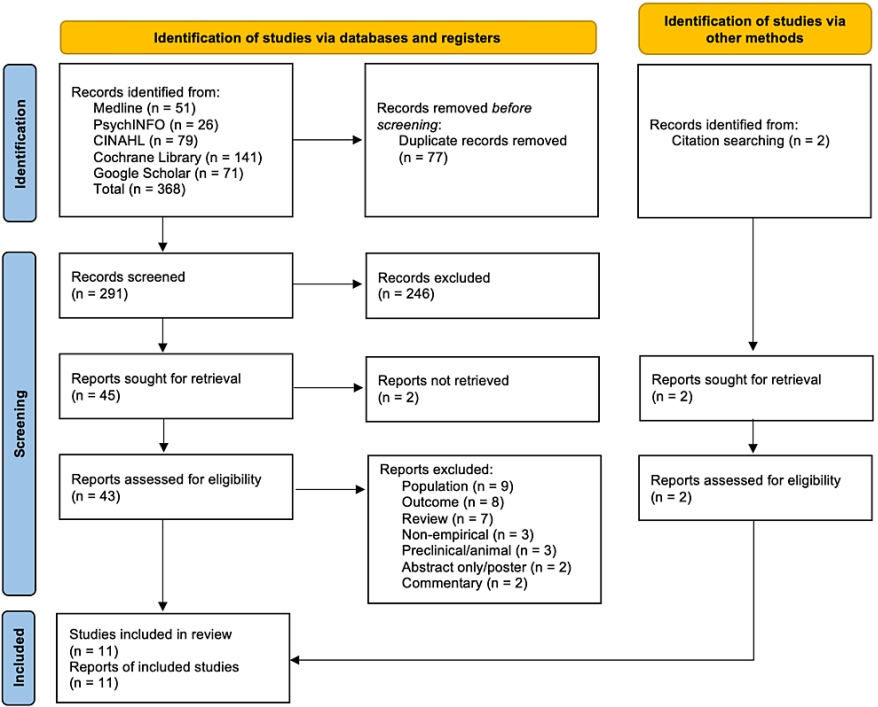 Identification of studies via databases and registers
Identification of studies via
other methods
Identification
Records identified from:
Medline (n = 51)
PsychINFO (n = 26)
CINAHL (n = 79)
Cochrane Library (n = 141)
Google Scholar (n = 71)
Total (n = 368)
Records removed before
screening:
Duplicate records removed
(n = 77)
Records identified from:
Citation searching (n = 2)
Screening
Records screened
(n = 291)
Records excluded
(n = 246)
Reports sought for retrieval
(n = 45)
Reports not retrieved
(n = 2)
Reports sought for retrieval
(n = 2)
Reports assessed for eligibility
(n = 43)
Reports excluded:
Population (n = 9)
Outcome (n = 8)
Review (n = 7)
Non-empirical (n = 3)
Preclinical/animal (n = 3)
Abstract only/poster (n = 2)
Commentary (n = 2)
Reports assessed for eligibility
(n = 2)
Included
Studies included in review
(n = 11)
Reports of included studies
(n = 11)